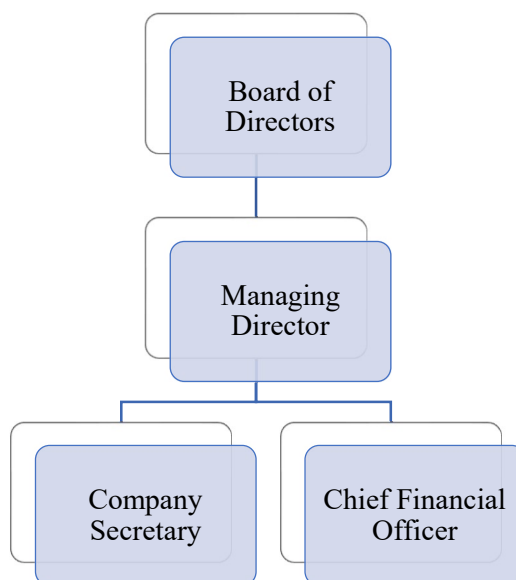 Board of
Directors
Managing
Director
Company
Secretary
Chief Financial
Officer